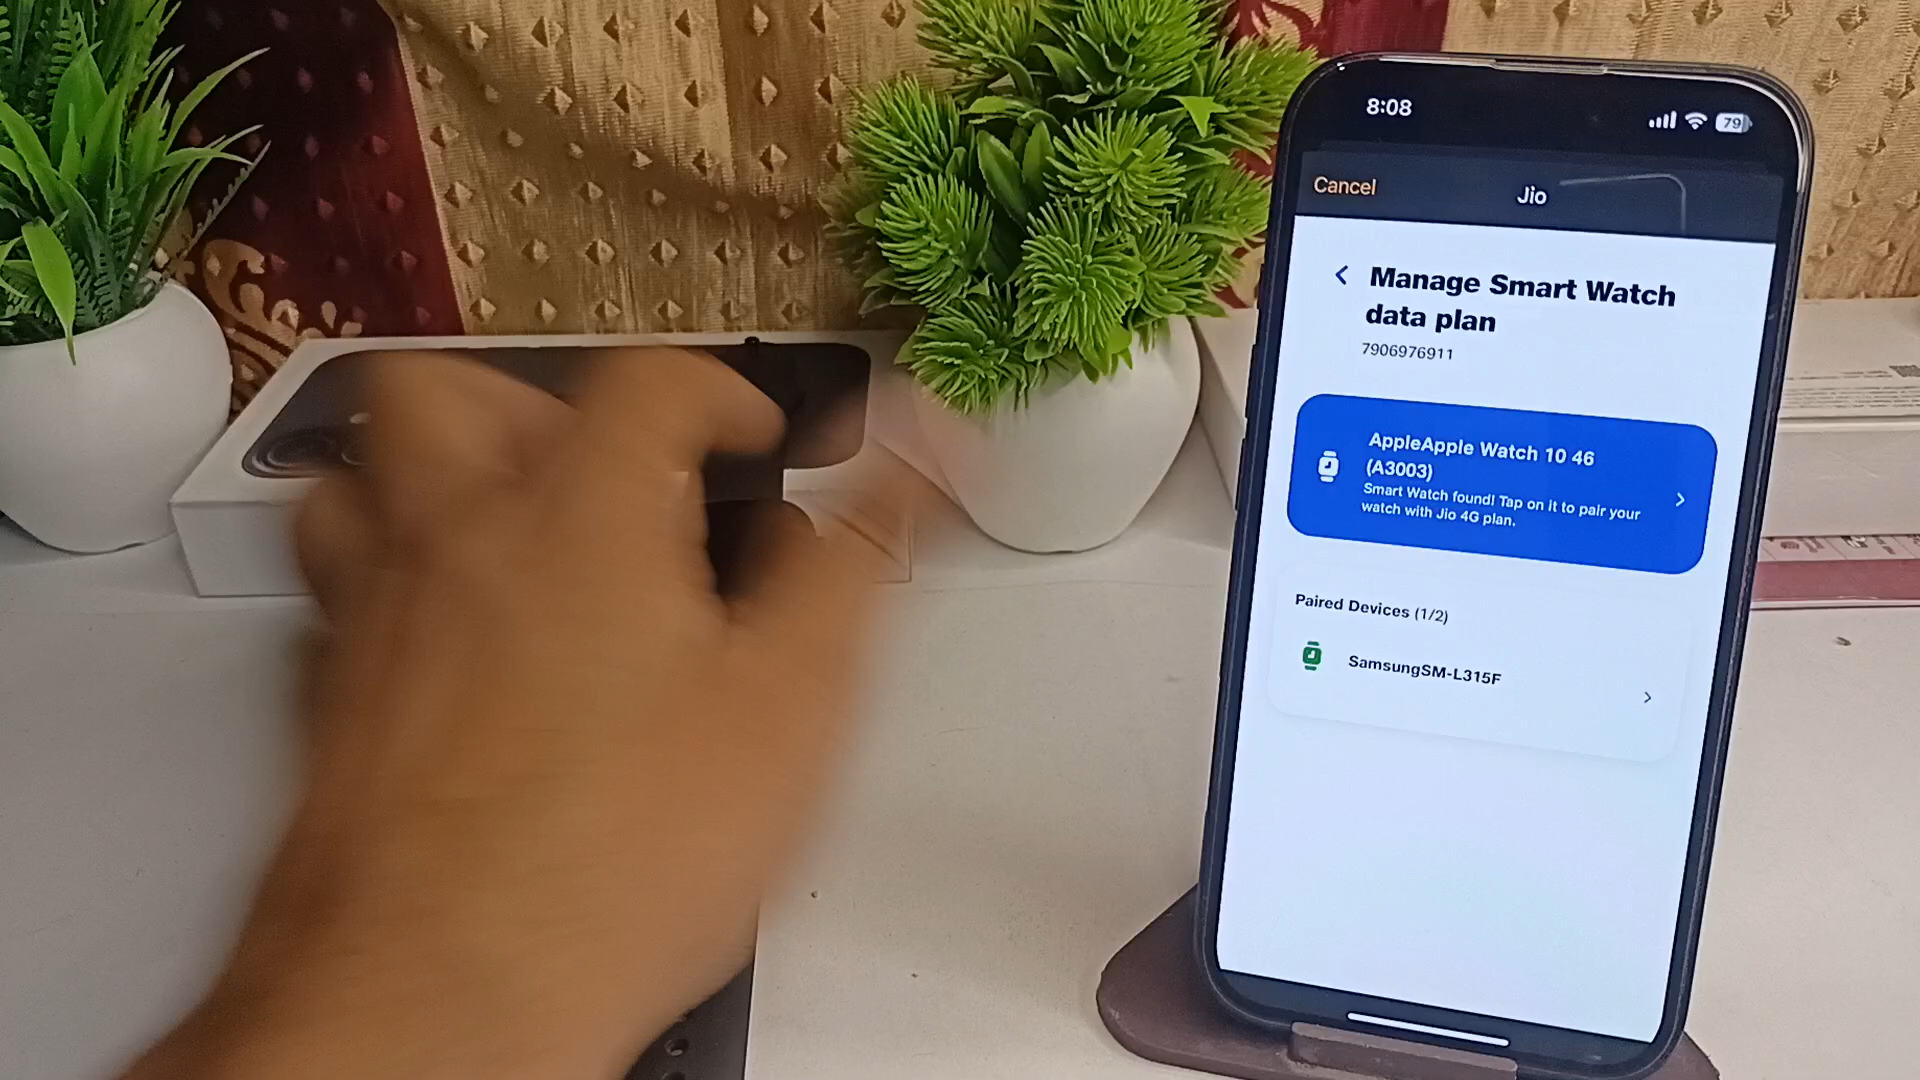 8:08
79
Cancel
Jio
Manage Smart Watch
data plan
7906976911
AppleApple Watch 10 46
(A3003)
Smart Watch found! Tap on it to pair your
watch with Jio 4G plan.
Paired Devices (1/2)
SamsungSM-L315F